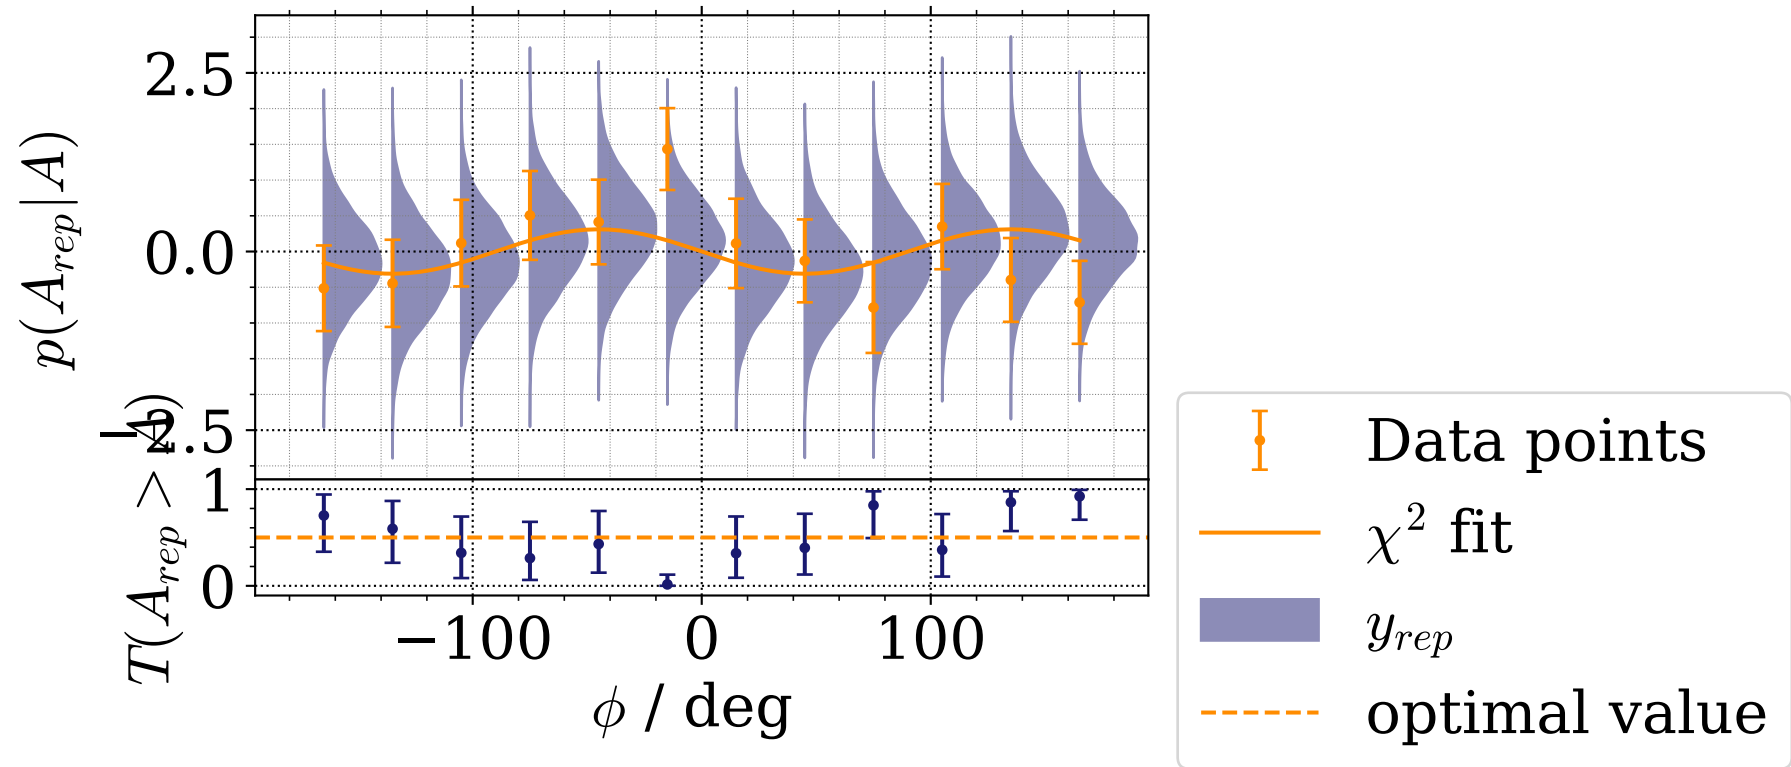 2.5
0.0
−2.5
p(A_rep|A)
1
0
T(A_rep > A)
−100 0 100
ϕ / deg
Data points
χ² fit
y_rep
optimal value